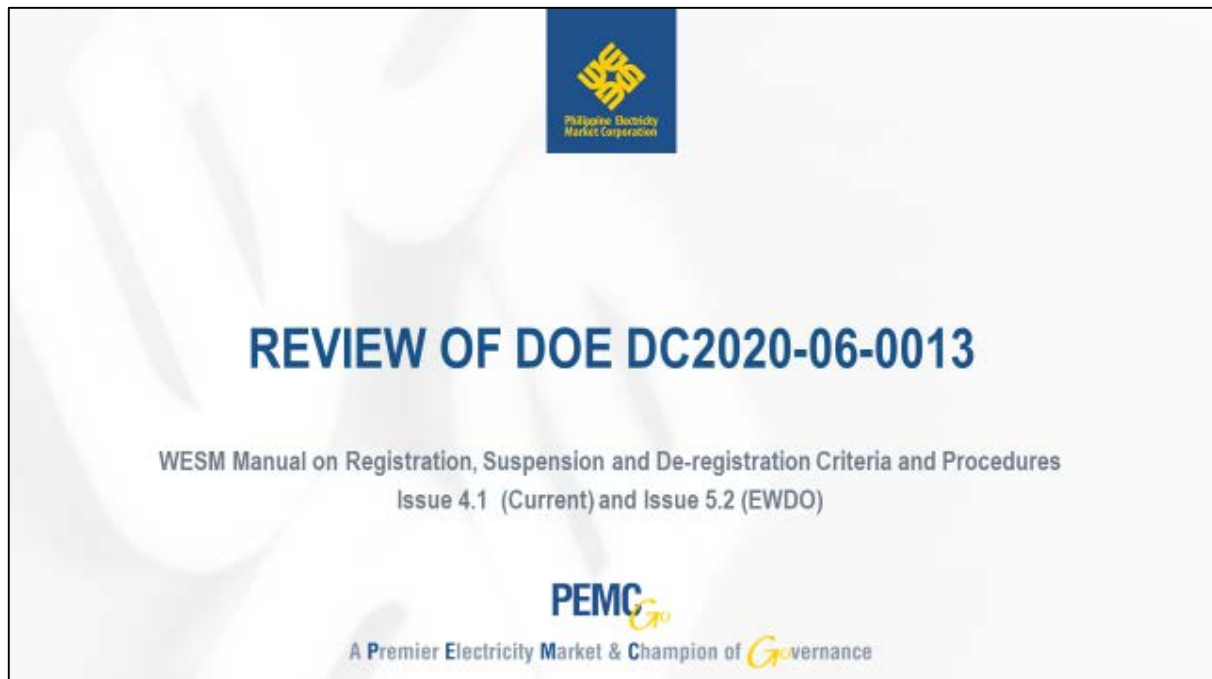 Philippine Electricity
Market Corporation
REVIEW OF DOE DC2020-06-0013
WESM Manual on Registration, Suspension and De-registration Criteria and Procedures
Issue 4.1 (Current) and Issue 5.2 (EWDO)
PEMC Go
A Premier Electricity Market & Champion of Governance